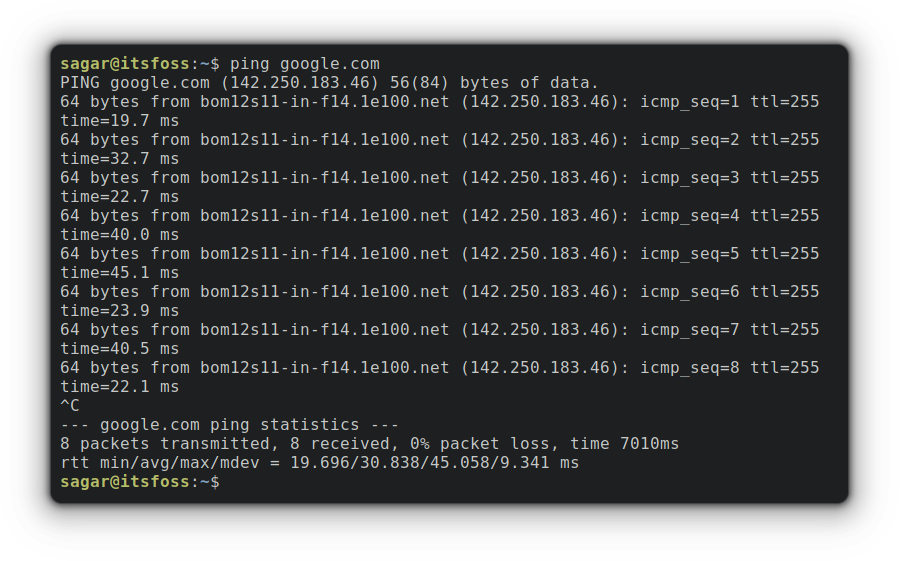 sagar@itsfoss:~$ ping google.com
PING google.com (142.250.183.46) 56(84) bytes of data.
64 bytes from bom12s11-in-f14.1e100.net (142.250.183.46): icmp_seq=1 ttl=255
time=19.7 ms
64 bytes from bom12s11-in-f14.1e100.net (142.250.183.46): icmp_seq=2 ttl=255
time=32.7 ms
64 bytes from bom12s11-in-f14.1e100.net (142.250.183.46): icmp_seq=3 ttl=255
time=22.7 ms
64 bytes from bom12s11-in-f14.1e100.net (142.250.183.46): icmp_seq=4 ttl=255
time=40.0 ms
64 bytes from bom12s11-in-f14.1e100.net (142.250.183.46): icmp_seq=5 ttl=255
time=45.1 ms
64 bytes from bom12s11-in-f14.1e100.net (142.250.183.46): icmp_seq=6 ttl=255
time=23.9 ms
64 bytes from bom12s11-in-f14.1e100.net (142.250.183.46): icmp_seq=7 ttl=255
time=40.5 ms
64 bytes from bom12s11-in-f14.1e100.net (142.250.183.46): icmp_seq=8 ttl=255
time=22.1 ms
^C
--- google.com ping statistics ---
8 packets transmitted, 8 received, 0% packet loss, time 7010ms
rtt min/avg/max/mdev = 19.696/30.838/45.058/9.341 ms
sagar@itsfoss:~$